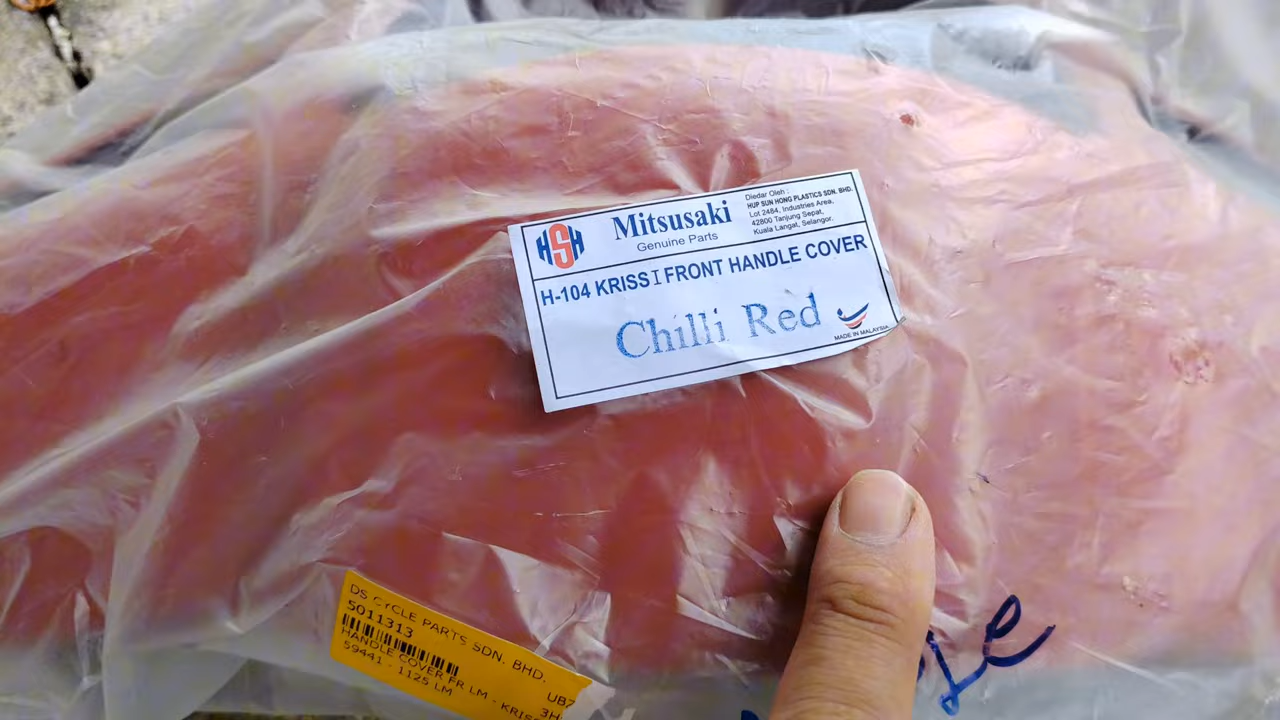 HSH
Mitsusaki
Genuine Parts
Diedar Oleh :
HUP SUN HONG PLASTICS SDN. BHD.
Lot 2484, Industries Area,
42800 Tanjung Sepat,
Kuala Langat, Selangor.
H-104 KRISS I FRONT HANDLE COVER
Chilli Red
MADE IN MALAYSIA
DS CYCLE PARTS SDN. BHD.
5011313
HANDLE COVER FR LM - KRISS
59441 - 1125 LM